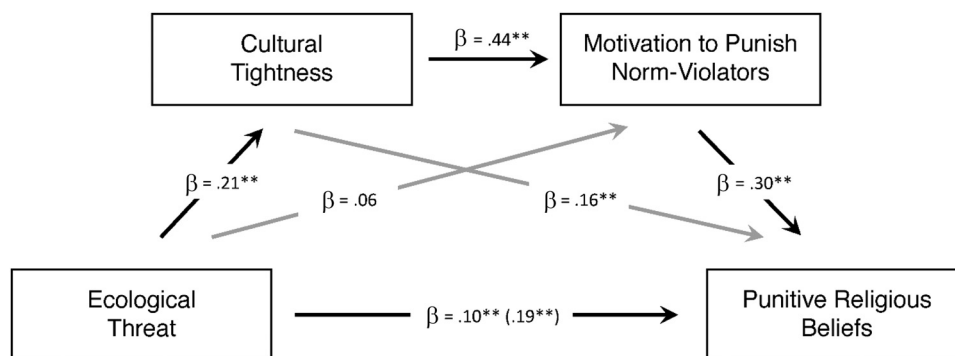 Cultural
Tightness
β = .44**
Motivation to Punish
Norm-Violators
β = .21**
β = .06
β = .16**
β = .30**
Ecological
Threat
β = .10** (.19**)
Punitive Religious
Beliefs